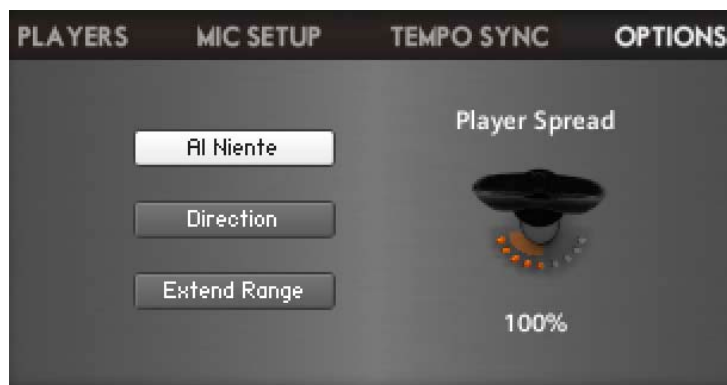 PLAYERS MIC SETUP TEMPO SYNC OPTIONS
Al Niente
Direction
Extend Range
Player Spread
100%